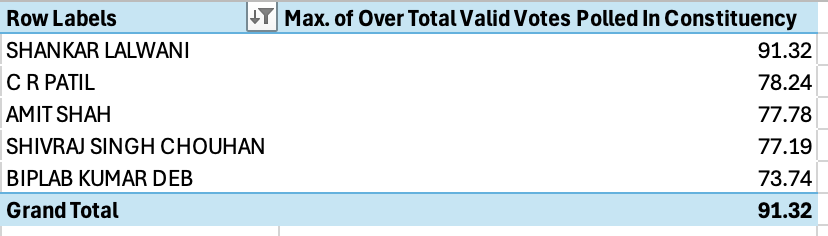 Row Labels Max. of Over Total Valid Votes Polled In Constituency
SHANKAR LALWANI 91.32
C R PATIL 78.24
AMIT SHAH 77.78
SHIVRAJ SINGH CHOUHAN 77.19
BIPLAB KUMAR DEB 73.74
Grand Total 91.32